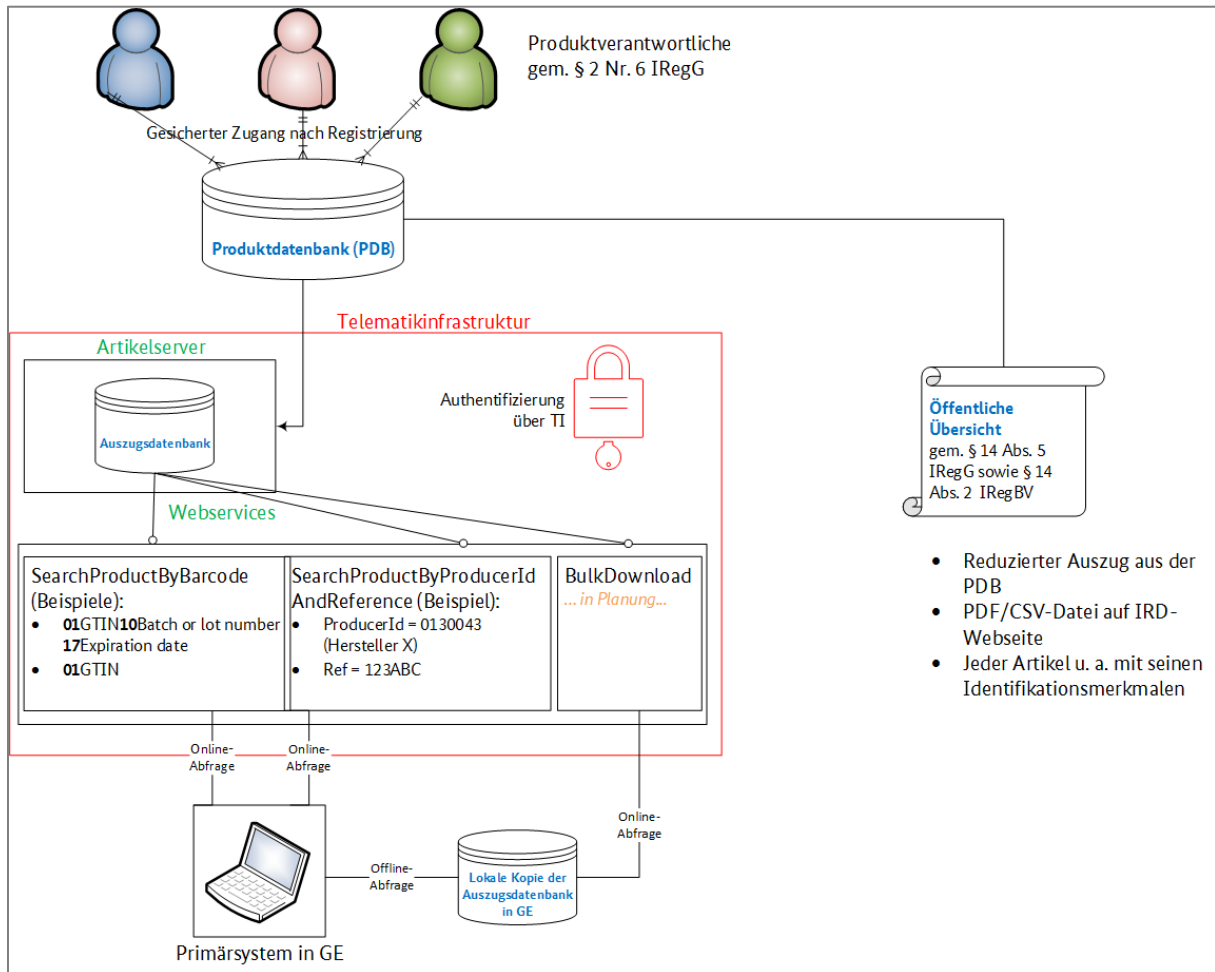 Produktverantwortliche
gem. § 2 Nr. 6 IRegG
Gesicherter Zugang nach Registrierung
Produktdatenbank (PDB)
Telematikinfrastruktur
Artikelserver
Auszugsdatenbank
Authentifizierung
über TI
Webservices
SearchProductByBarcode
(Beispiele):
• 01GTIN10Batch or lot number
17Expiration date
• 01GTIN
SearchProductByProducerId
AndReference (Beispiel):
• ProducerId = 0130043
(Hersteller X)
• Ref = 123ABC
BulkDownload
... in Planung...
Öffentliche
Übersicht
gem. § 14 Abs. 5
IRegG sowie § 14
Abs. 2 IRegBV
• Reduzierter Auszug aus der
PDB
• PDF/CSV-Datei auf IRD-
Webseite
• Jeder Artikel u. a. mit seinen
Identifikationsmerkmalen
Online-
Abfrage
Online-
Abfrage
Online-
Abfrage
Offline-
Abfrage
Lokale Kopie der
Auszugsdatenbank
in GE
Primärsystem in GE